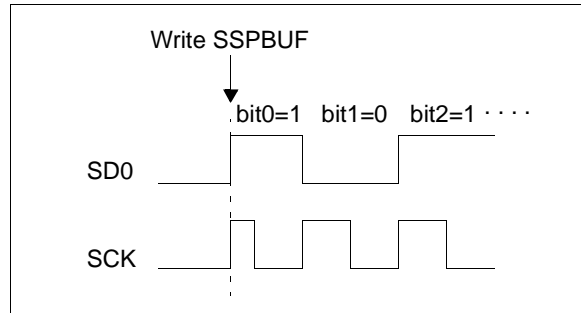 Write SSPBUF
bit0=1 bit1=0 bit2=1 · · · ·
SD0
SCK